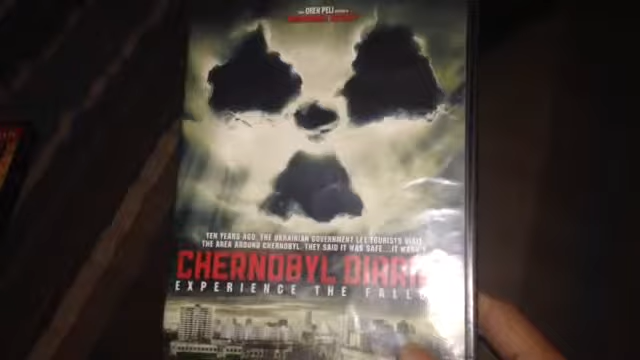 OREN PELI
TEN YEARS AGO, THE UKRAINIAN GOVERNMENT LET TOURISTS VISIT
THE AREA AROUND CHERNOBYL. THEY SAID IT WAS SAFE...IT
CHERNOBYL
EXPERIENCE THE